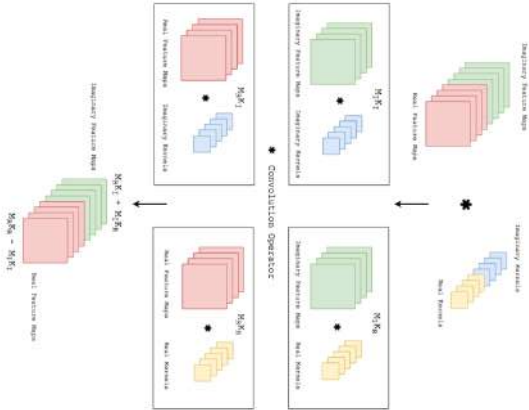 Imaginary Feature Maps
Real Feature Maps
Imaginary Kernels
Real Kernels
*
M_I K_I
Imaginary Feature Maps
*
Imaginary Kernels
M_I K_R
Imaginary Feature Maps
*
Real Kernels
* Convolution Operator
M_R K_I
Real Feature Maps
*
Imaginary Kernels
M_R K_R
Real Feature Maps
*
Real Kernels
M_R K_I + M_I K_R
Imaginary Feature Maps
M_R K_R − M_I K_I
Real Feature Maps